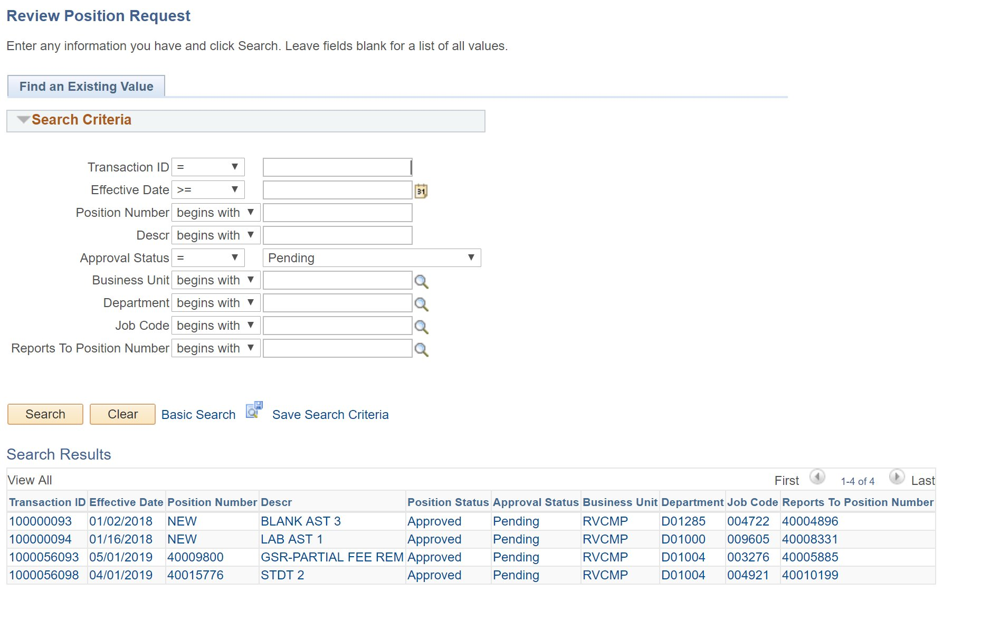 Review Position Request
Enter any information you have and click Search. Leave fields blank for a list of all values.
Find an Existing Value
Search Criteria
Transaction ID =
Effective Date >= 31
Position Number begins with
Descr begins with
Approval Status = Pending
Business Unit begins with
Department begins with
Job Code begins with
Reports To Position Number begins with
Search Clear Basic Search Save Search Criteria
Search Results
View All First 1-4 of 4 Last
Transaction ID Effective Date Position Number Descr Position Status Approval Status Business Unit Department Job Code Reports To Position Number
100000093 01/02/2018 NEW BLANK AST 3 Approved Pending RVCMP D01285 004722 40004896
100000094 01/16/2018 NEW LAB AST 1 Approved Pending RVCMP D01000 009605 40008331
1000056093 05/01/2019 40009800 GSR-PARTIAL FEE REM Approved Pending RVCMP D01004 003276 40005885
1000056098 04/01/2019 40015776 STDT 2 Approved Pending RVCMP D01004 004921 40010199